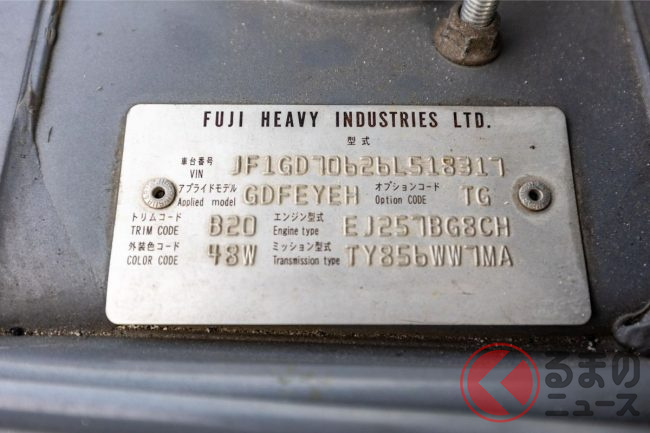 FUJI HEAVY INDUSTRIES LTD.
型式
車台番号 VIN JF1GD70626L518317
アプライドモデル オプションコード
Applied model GDFEYEH Option CODE TG
トリムコード エンジン型式
TRIM CODE B20 Engine type EJ257BG8CH
外装色コード ミッション型式
COLOR CODE 48W Transmission type TY856WW7MA
くるまの
ニュース